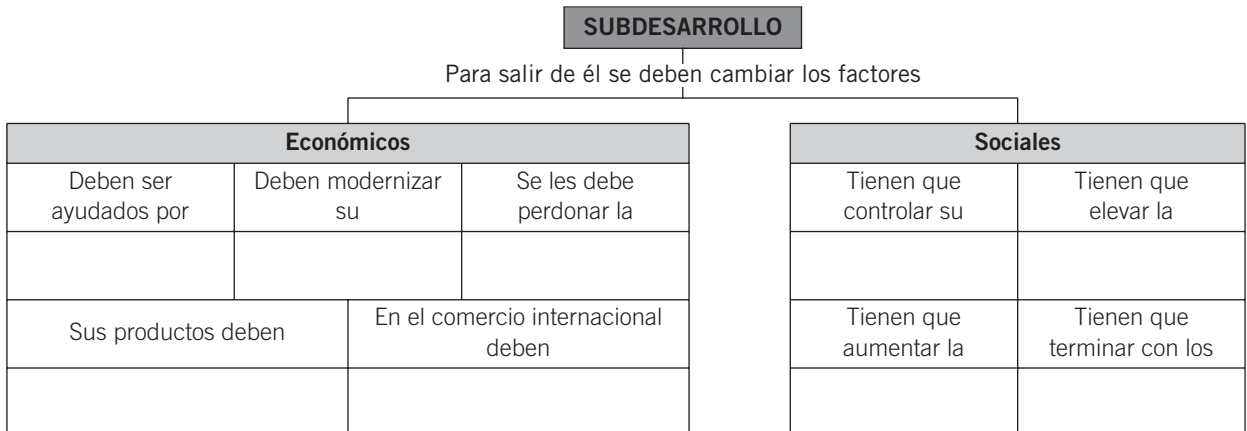 SUBDESARROLLO
Para salir de él se deben cambiar los factores
Económicos
Deben ser
ayudados por
Deben modernizar
su
Se les debe
perdonar la
Sus productos deben
En el comercio internacional
deben
Sociales
Tienen que
controlar su
Tienen que
elevar la
Tienen que
aumentar la
Tienen que
terminar con los